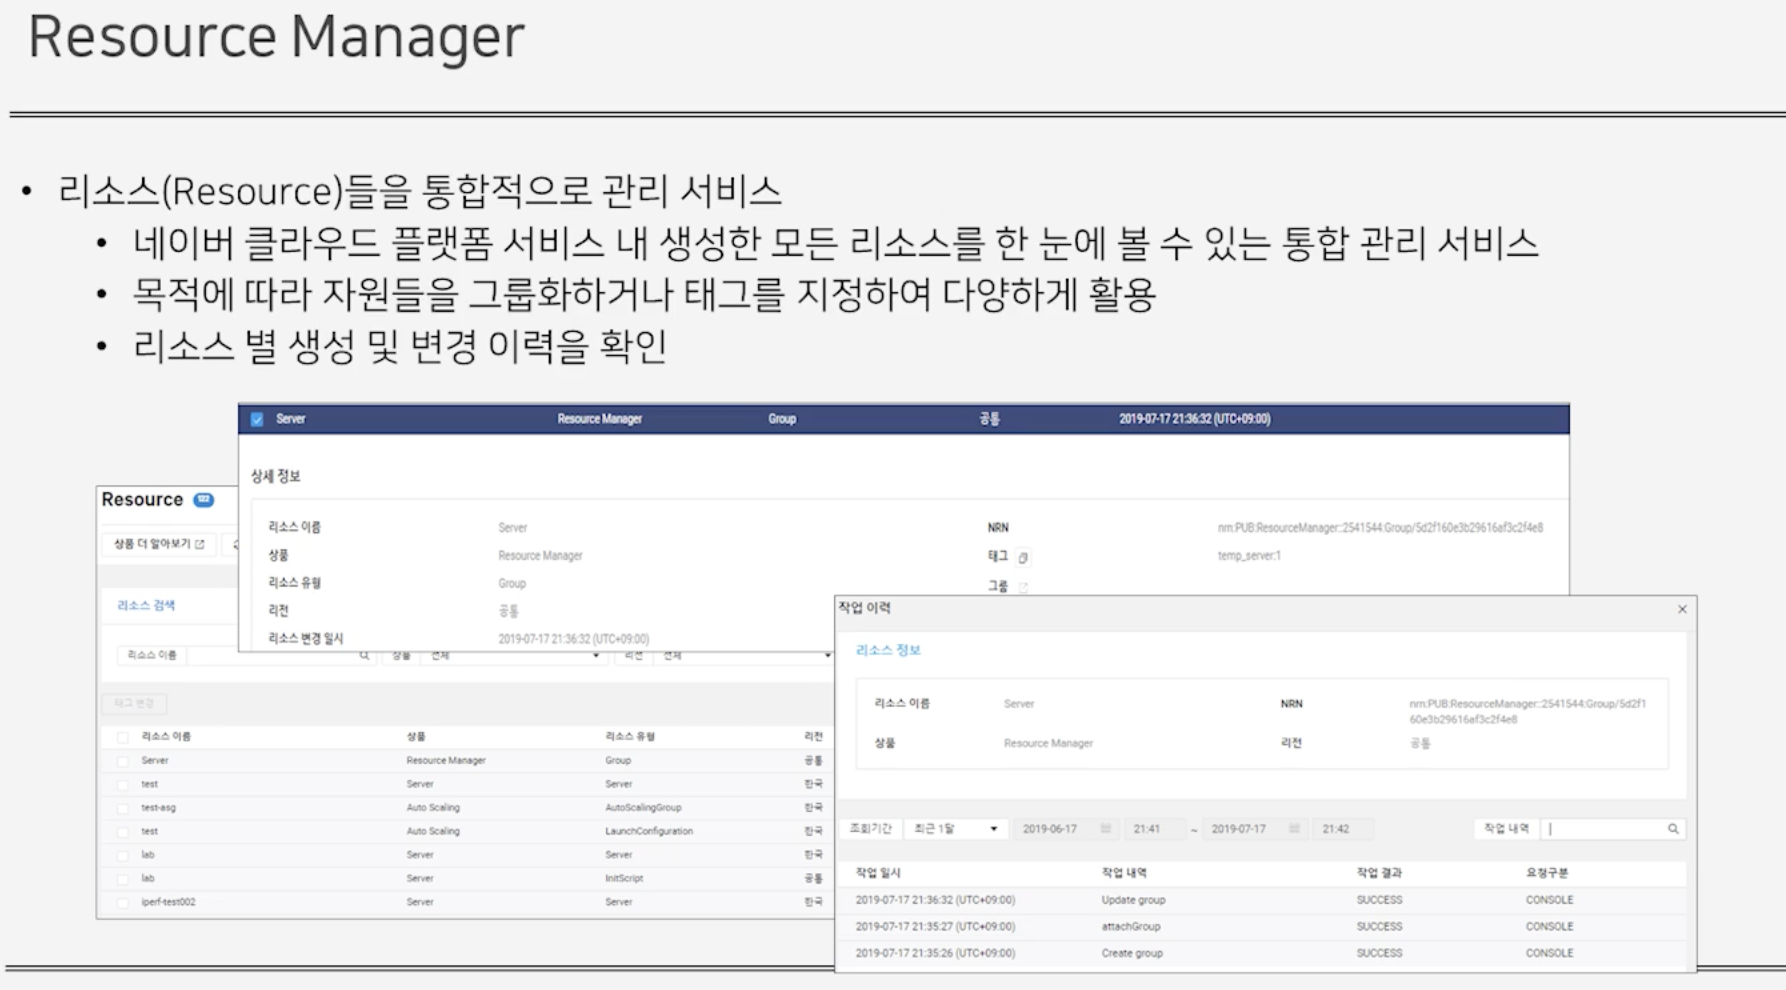 Resource Manager
• 리소스(Resource)들을 통합적으로 관리 서비스
• 네이버 클라우드 플랫폼 서비스 내 생성한 모든 리소스를 한 눈에 볼 수 있는 통합 관리 서비스
• 목적에 따라 자원들을 그룹화하거나 태그를 지정하여 다양하게 활용
• 리소스 별 생성 및 변경 이력을 확인
Server Resource Manager Group 공통 2019-07-17 21:36:32 (UTC+09:00)
상세 정보
리소스 이름 Server NRN nrn:PUB:ResourceManager::2541544:Group/5d2f160e3b29616af3c2f4e8
상품 Resource Manager 태그 temp_server:1
리소스 유형 Group 그룹
리전 공통
리소스 변경 일시 2019-07-17 21:36:32 (UTC+09:00)
Resource 122
상품 더 알아보기
리소스 검색
리소스 이름 상품 전체 리전 전체
태그 변경
리소스 이름 상품 리소스 유형 리전
Server Resource Manager Group 공통
test Server Server 한국
test-asg Auto Scaling AutoScalingGroup 한국
test Auto Scaling LaunchConfiguration 한국
lab Server Server 한국
lab Server InitScript 공통
iperf-test002 Server Server 한국
작업 이력
리소스 정보
리소스 이름 Server NRN nrn:PUB:ResourceManager::2541544:Group/5d2f1
60e3b29616af3c2f4e8
상품 Resource Manager 리전 공통
조회기간 최근 1달 2019-06-17 21:41 ~ 2019-07-17 21:42 작업 내역
작업 일시 작업 내역 작업 결과 요청구분
2019-07-17 21:36:32 (UTC+09:00) Update group SUCCESS CONSOLE
2019-07-17 21:35:27 (UTC+09:00) attachGroup SUCCESS CONSOLE
2019-07-17 21:35:26 (UTC+09:00) Create group SUCCESS CONSOLE